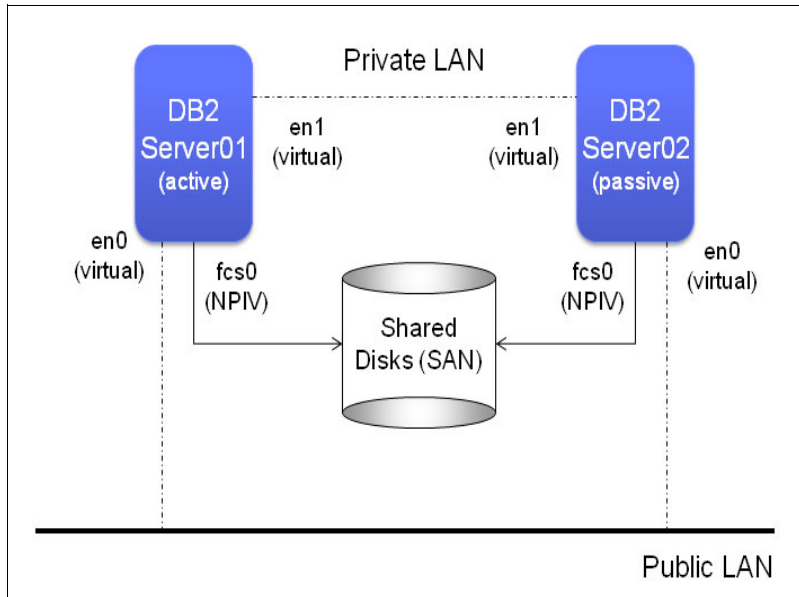 Private LAN
DB2
Server01
(active)
en1
(virtual)
en1
(virtual)
DB2
Server02
(passive)
en0
(virtual)
fcs0
(NPIV)
Shared
Disks (SAN)
fcs0
(NPIV)
en0
(virtual)
Public LAN